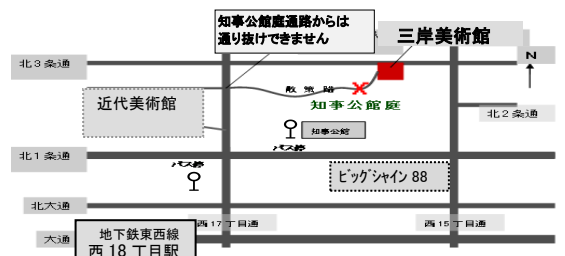 知事公館庭通路からは
通り抜けできません
三岸美術館
N
北3条通
散策路
知事公館庭
近代美術館
北2条通
知事公館
バス停
北1条通
バス停
ビッグシャイン 88
北大通
西17丁目通
西15丁目通
大通
地下鉄東西線
西 18 丁目駅